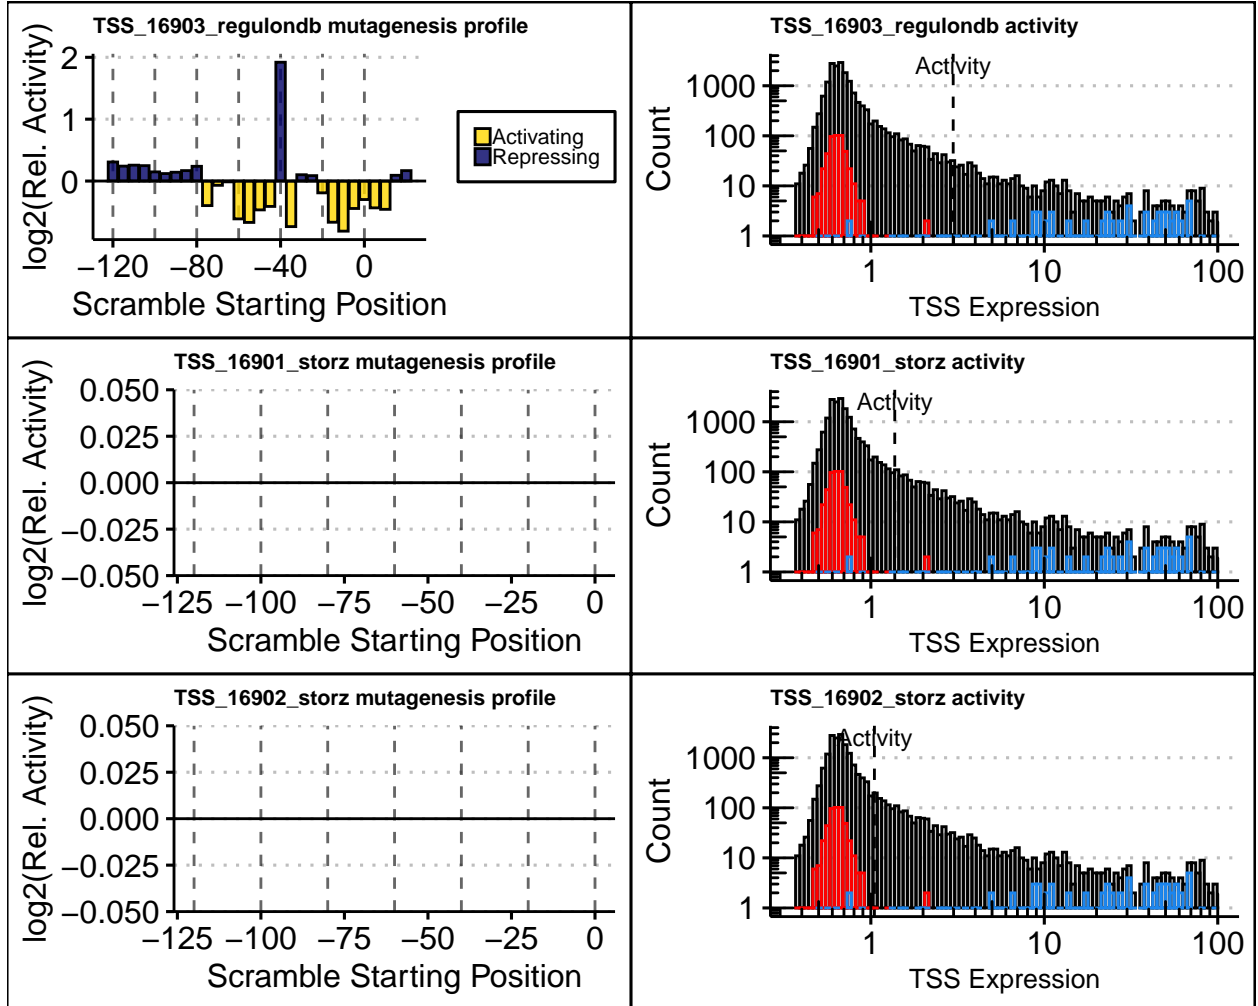 TSS_16903_regulondb mutagenesis profile
log2(Rel. Activity)
2
1
0
−120
−80
−40
0
Scramble Starting Position
Activating
Repressing
TSS_16903_regulondb activity
Activity
Count
1000
100
10
1
1
10
100
TSS Expression
TSS_16901_storz mutagenesis profile
log2(Rel. Activity)
0.050
0.025
0.000
−0.025
−0.050
−125
−100
−75
−50
−25
0
Scramble Starting Position
TSS_16901_storz activity
Activity
Count
1000
100
10
1
1
10
100
TSS Expression
TSS_16902_storz mutagenesis profile
log2(Rel. Activity)
0.050
0.025
0.000
−0.025
−0.050
−125
−100
−75
−50
−25
0
Scramble Starting Position
TSS_16902_storz activity
Activity
Count
1000
100
10
1
1
10
100
TSS Expression